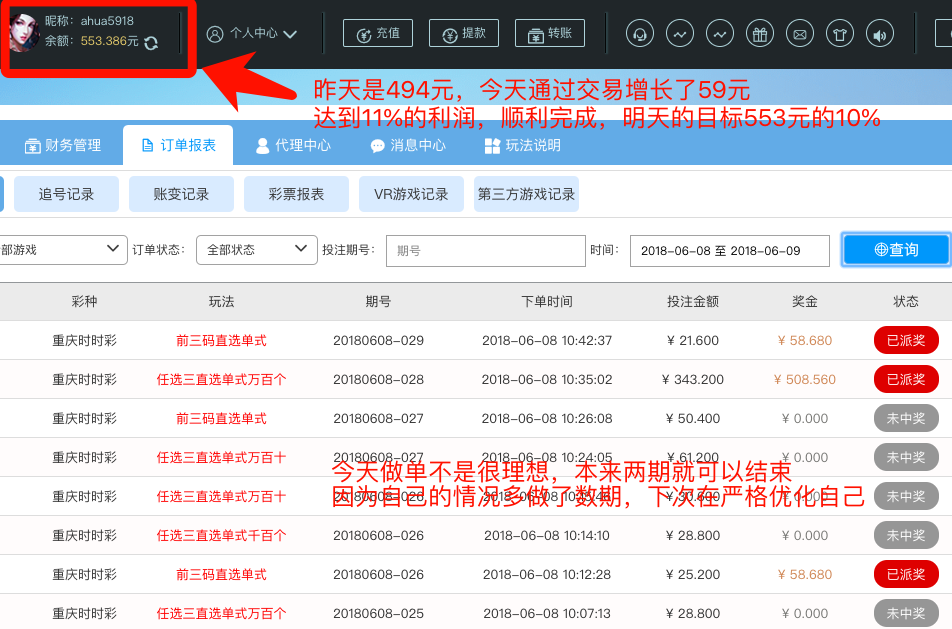 昵称：ahua5918
余额：553.386元
个人中心
充值
提款
转账
昨天是494元，今天通过交易增长了59元
达到11%的利润，顺利完成，明天的目标553元的10%
财务管理 订单报表 代理中心 消息中心 玩法说明
追号记录 账变记录 彩票报表 VR游戏记录 第三方游戏记录
部游戏 订单状态： 全部状态 投注期号： 期号 时间： 2018-06-08 至 2018-06-09 查询
彩种 玩法 期号 下单时间 投注金额 奖金 状态
重庆时时彩 前三码直选单式 20180608-029 2018-06-08 10:42:37 ¥ 21.600 ¥ 58.680 已派奖
重庆时时彩 任选三直选单式万百个 20180608-028 2018-06-08 10:35:02 ¥ 343.200 ¥ 508.560 已派奖
重庆时时彩 前三码直选单式 20180608-027 2018-06-08 10:26:08 ¥ 50.400 ¥ 0.000 未中奖
重庆时时彩 任选三直选单式万百十 20180608-027 2018-06-08 10:24:05 ¥ 61.200 ¥ 0.000 未中奖
今天做单不是很理想，本来两期就可以结束
因为自己的情况多做了数期，下次在严格优化自己
重庆时时彩 任选三直选单式万百十 ¥ 0.000 未中奖
重庆时时彩 任选三直选单式千百个 20180608-026 2018-06-08 10:14:10 ¥ 28.800 ¥ 0.000 未中奖
重庆时时彩 前三码直选单式 20180608-026 2018-06-08 10:12:28 ¥ 25.200 ¥ 58.680 已派奖
重庆时时彩 任选三直选单式万百个 20180608-025 2018-06-08 10:07:13 ¥ 28.800 ¥ 0.000 未中奖